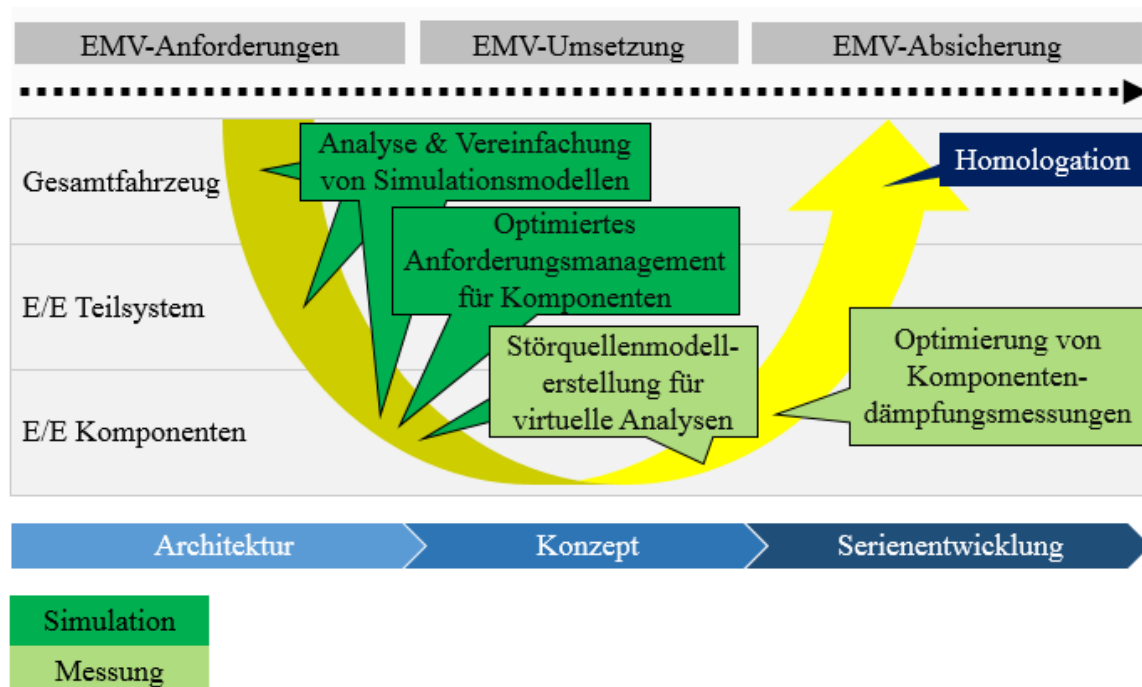 EMV-Anforderungen
EMV-Umsetzung
EMV-Absicherung
Gesamtfahrzeug
Analyse & Vereinfachung
von Simulationsmodellen
Homologation
Optimiertes
Anforderungsmanagement
für Komponenten
E/E Teilsystem
Störquellenmodell-
erstellung für
virtuelle Analysen
Optimierung von
Komponenten-
dämpfungsmessungen
E/E Komponenten
Architektur
Konzept
Serienentwicklung
Simulation
Messung